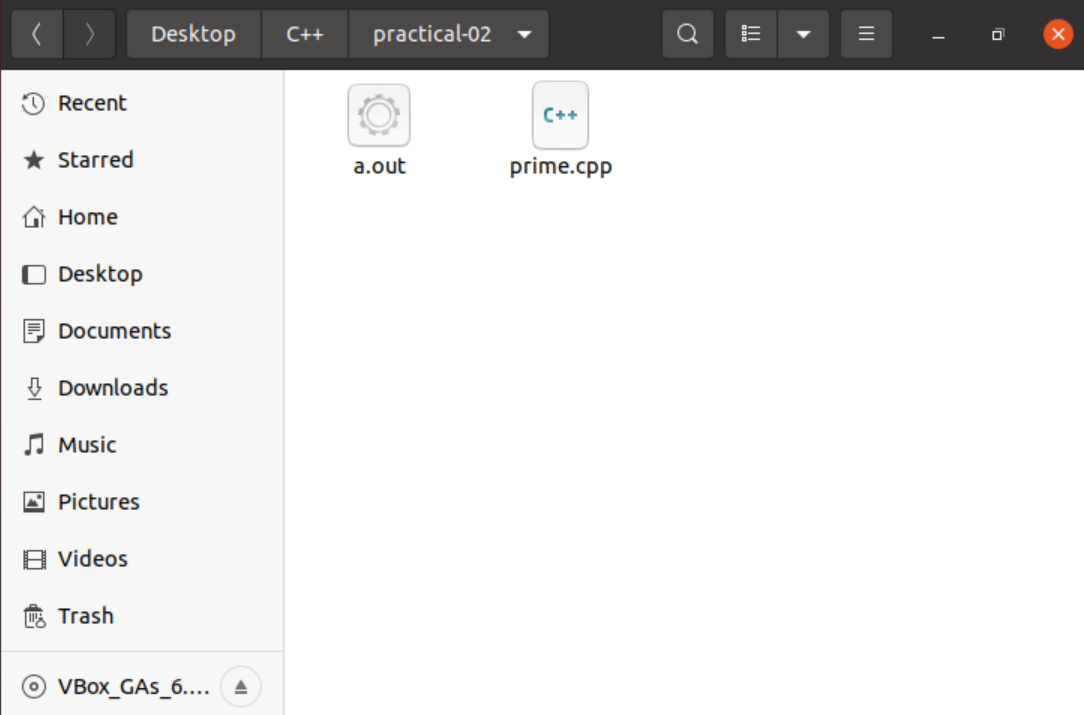 Desktop C++ practical-02
Recent
Starred
Home
Desktop
Documents
Downloads
Music
Pictures
Videos
Trash
VBox_GAs_6....
C++
a.out prime.cpp